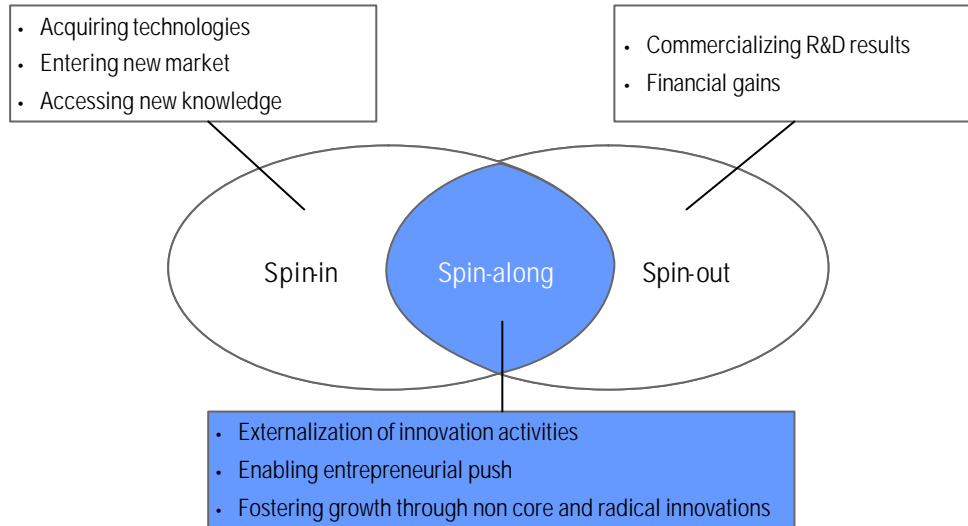 • Acquiring technologies
• Entering new market
• Accessing new knowledge
• Commercializing R&D results
• Financial gains
Spin-in
Spin-along
Spin-out
• Externalization of innovation activities
• Enabling entrepreneurial push
• Fostering growth through non core and radical innovations